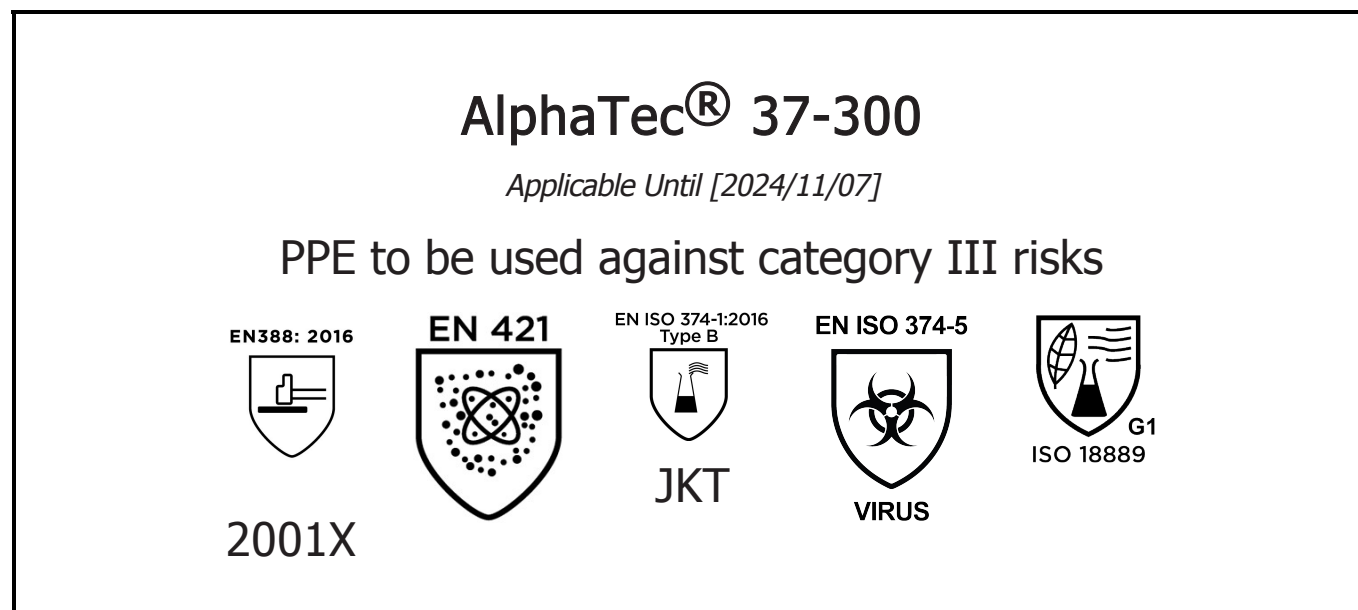 AlphaTec® 37-300
Applicable Until [2024/11/07]
PPE to be used against category III risks
EN388: 2016
2001X
EN 421
EN ISO 374-1:2016
Type B
JKT
EN ISO 374-5
VIRUS
G1
ISO 18889